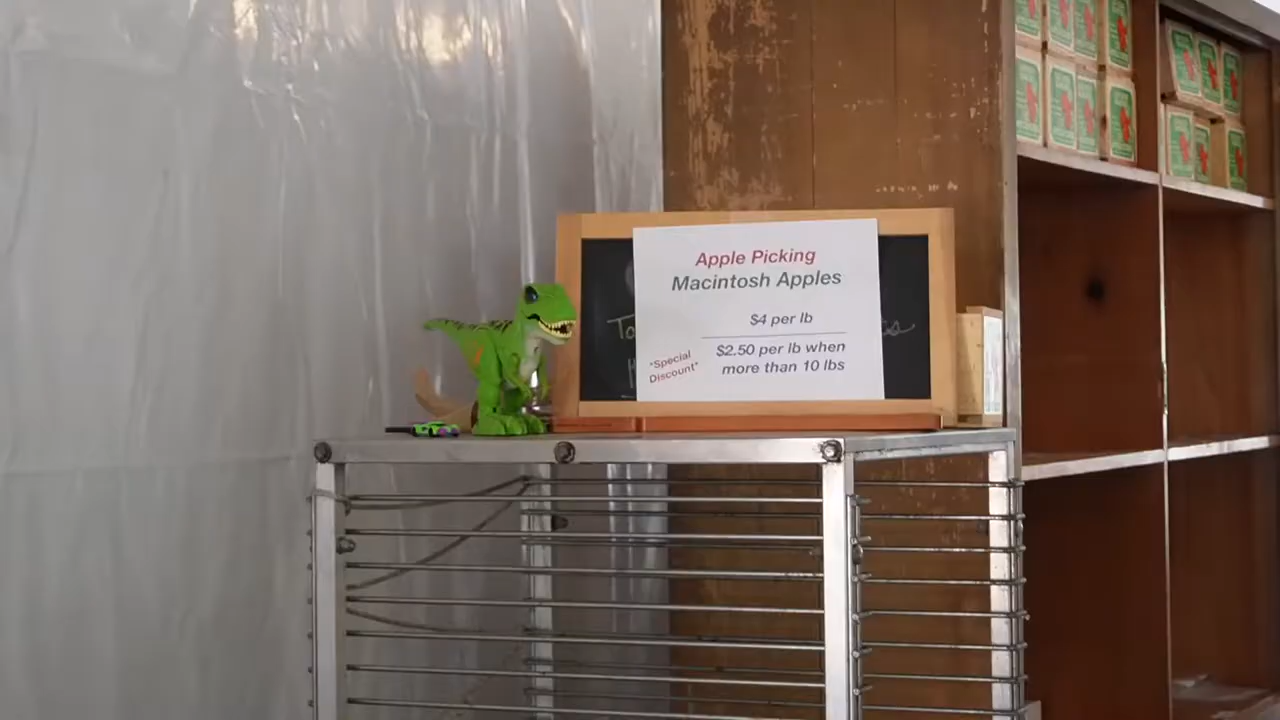 Apple Picking
Macintosh Apples
$4 per lb
$2.50 per lb when
more than 10 lbs
*Special
Discount*